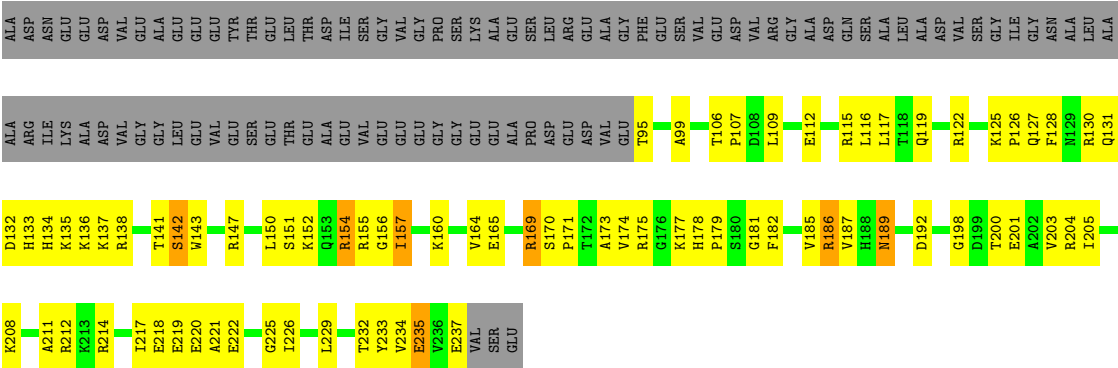 ALA ASP ASN GLU GLU ASP VAL GLU ALA GLU GLU GLU TYR THR GLU LEU THR ASP ILE SER GLY VAL GLY PRO SER LYS ALA GLU SER LEU ARG GLU ALA GLY PHE GLU SER VAL GLU ASP VAL ARG GLY ALA ASP GLN SER ALA LEU ALA ASP VAL SER GLY ILE GLY ASN ALA LEU ALA
ALA ARG ILE LYS ALA ASP VAL GLY GLY LEU GLU VAL GLU SER GLU THR GLU ALA GLU VAL GLU GLU GLY GLY GLU GLU ALA PRO ASP GLU ASP VAL GLU T95 A99 T106 P107 D108 L109 E112 R115 L116 L117 T118 Q119 R122 K125 P126 Q127 F128 N129 R130 Q131
D132 H133 H134 K135 K136 K137 R138 T141 S142 W143 R147 L150 S151 K152 Q153 R154 R155 G156 I157 K160 V164 E165 R169 S170 P171 T172 A173 V174 R175 G176 K177 H178 P179 S180 G181 F182 V185 R186 V187 H188 N189 D192 G198 D199 T200 E201 A202 V203 R204 I205
K208 A211 R212 K213 R214 I217 E218 E219 E220 A221 E222 G225 I226 L229 T232 Y233 V234 E235 V236 E237 VAL SER GLU